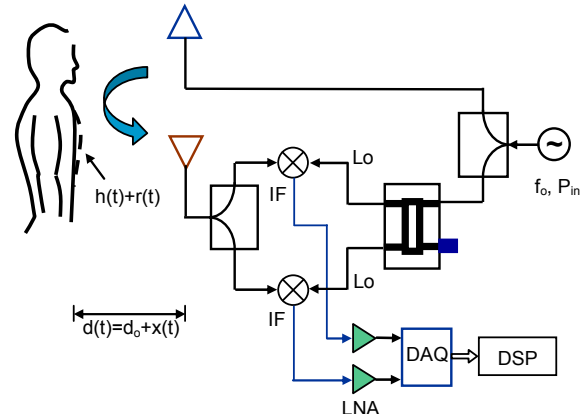 Lo
h(t)+r(t)
IF
fo, Pin
Lo
d(t)=do+x(t)
IF
DAQ
DSP
LNA